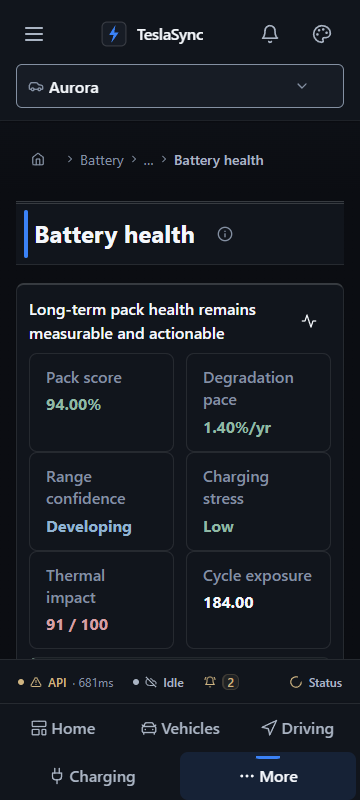 TeslaSync
Aurora
Battery
...
Battery health
Battery health
Long-term pack health remains
measurable and actionable
Pack score
94.00%
Degradation
pace
1.40%/yr
Range
confidence
Developing
Charging
stress
Low
Thermal
impact
91 / 100
Cycle exposure
184.00
API · 681ms
Idle
2
Status
Home
Vehicles
Driving
Charging
More